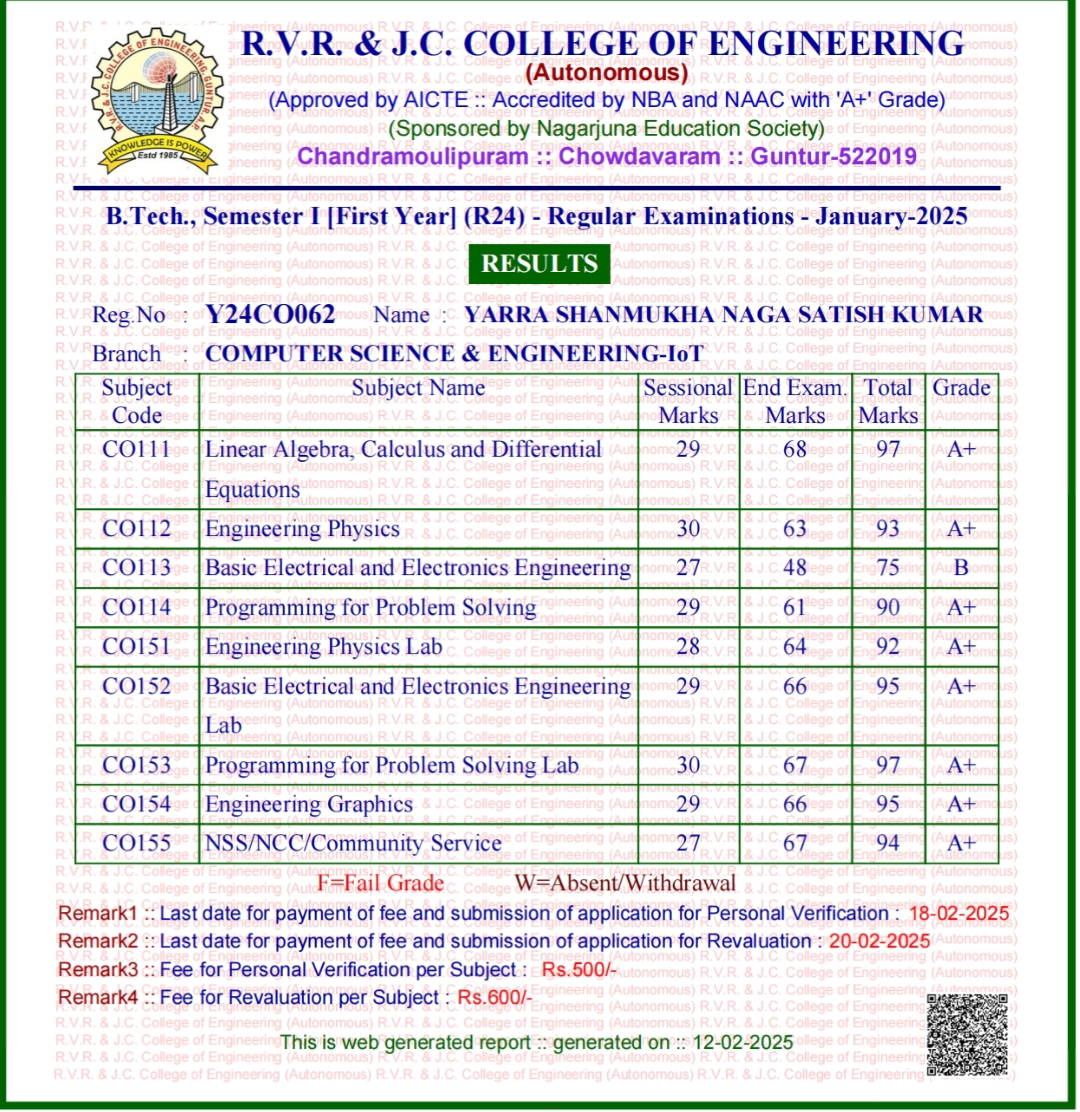 R.V.R. & J.C. COLLEGE OF ENGINEERING
(Autonomous)
(Approved by AICTE :: Accredited by NBA and NAAC with 'A+' Grade)
(Sponsored by Nagarjuna Education Society)
Chandramoulipuram :: Chowdavaram :: Guntur-522019
R.V.R. & J.C. COLLEGE OF ENGINEERING GUNTUR A.P.
KNOWLEDGE IS POWER
Estd 1985
B.Tech., Semester I [First Year] (R24) - Regular Examinations - January-2025
RESULTS
Reg.No : Y24CO062 Name : YARRA SHANMUKHA NAGA SATISH KUMAR
Branch : COMPUTER SCIENCE & ENGINEERING-IoT
Subject Code Subject Name Sessional Marks End Exam. Marks Total Marks Grade
CO111 Linear Algebra, Calculus and Differential Equations 29 68 97 A+
CO112 Engineering Physics 30 63 93 A+
CO113 Basic Electrical and Electronics Engineering 27 48 75 B
CO114 Programming for Problem Solving 29 61 90 A+
CO151 Engineering Physics Lab 28 64 92 A+
CO152 Basic Electrical and Electronics Engineering Lab 29 66 95 A+
CO153 Programming for Problem Solving Lab 30 67 97 A+
CO154 Engineering Graphics 29 66 95 A+
CO155 NSS/NCC/Community Service 27 67 94 A+
F=Fail Grade W=Absent/Withdrawal
Remark1 :: Last date for payment of fee and submission of application for Personal Verification : 18-02-2025
Remark2 :: Last date for payment of fee and submission of application for Revaluation : 20-02-2025
Remark3 :: Fee for Personal Verification per Subject : Rs.500/-
Remark4 :: Fee for Revaluation per Subject : Rs.600/-
This is web generated report :: generated on :: 12-02-2025